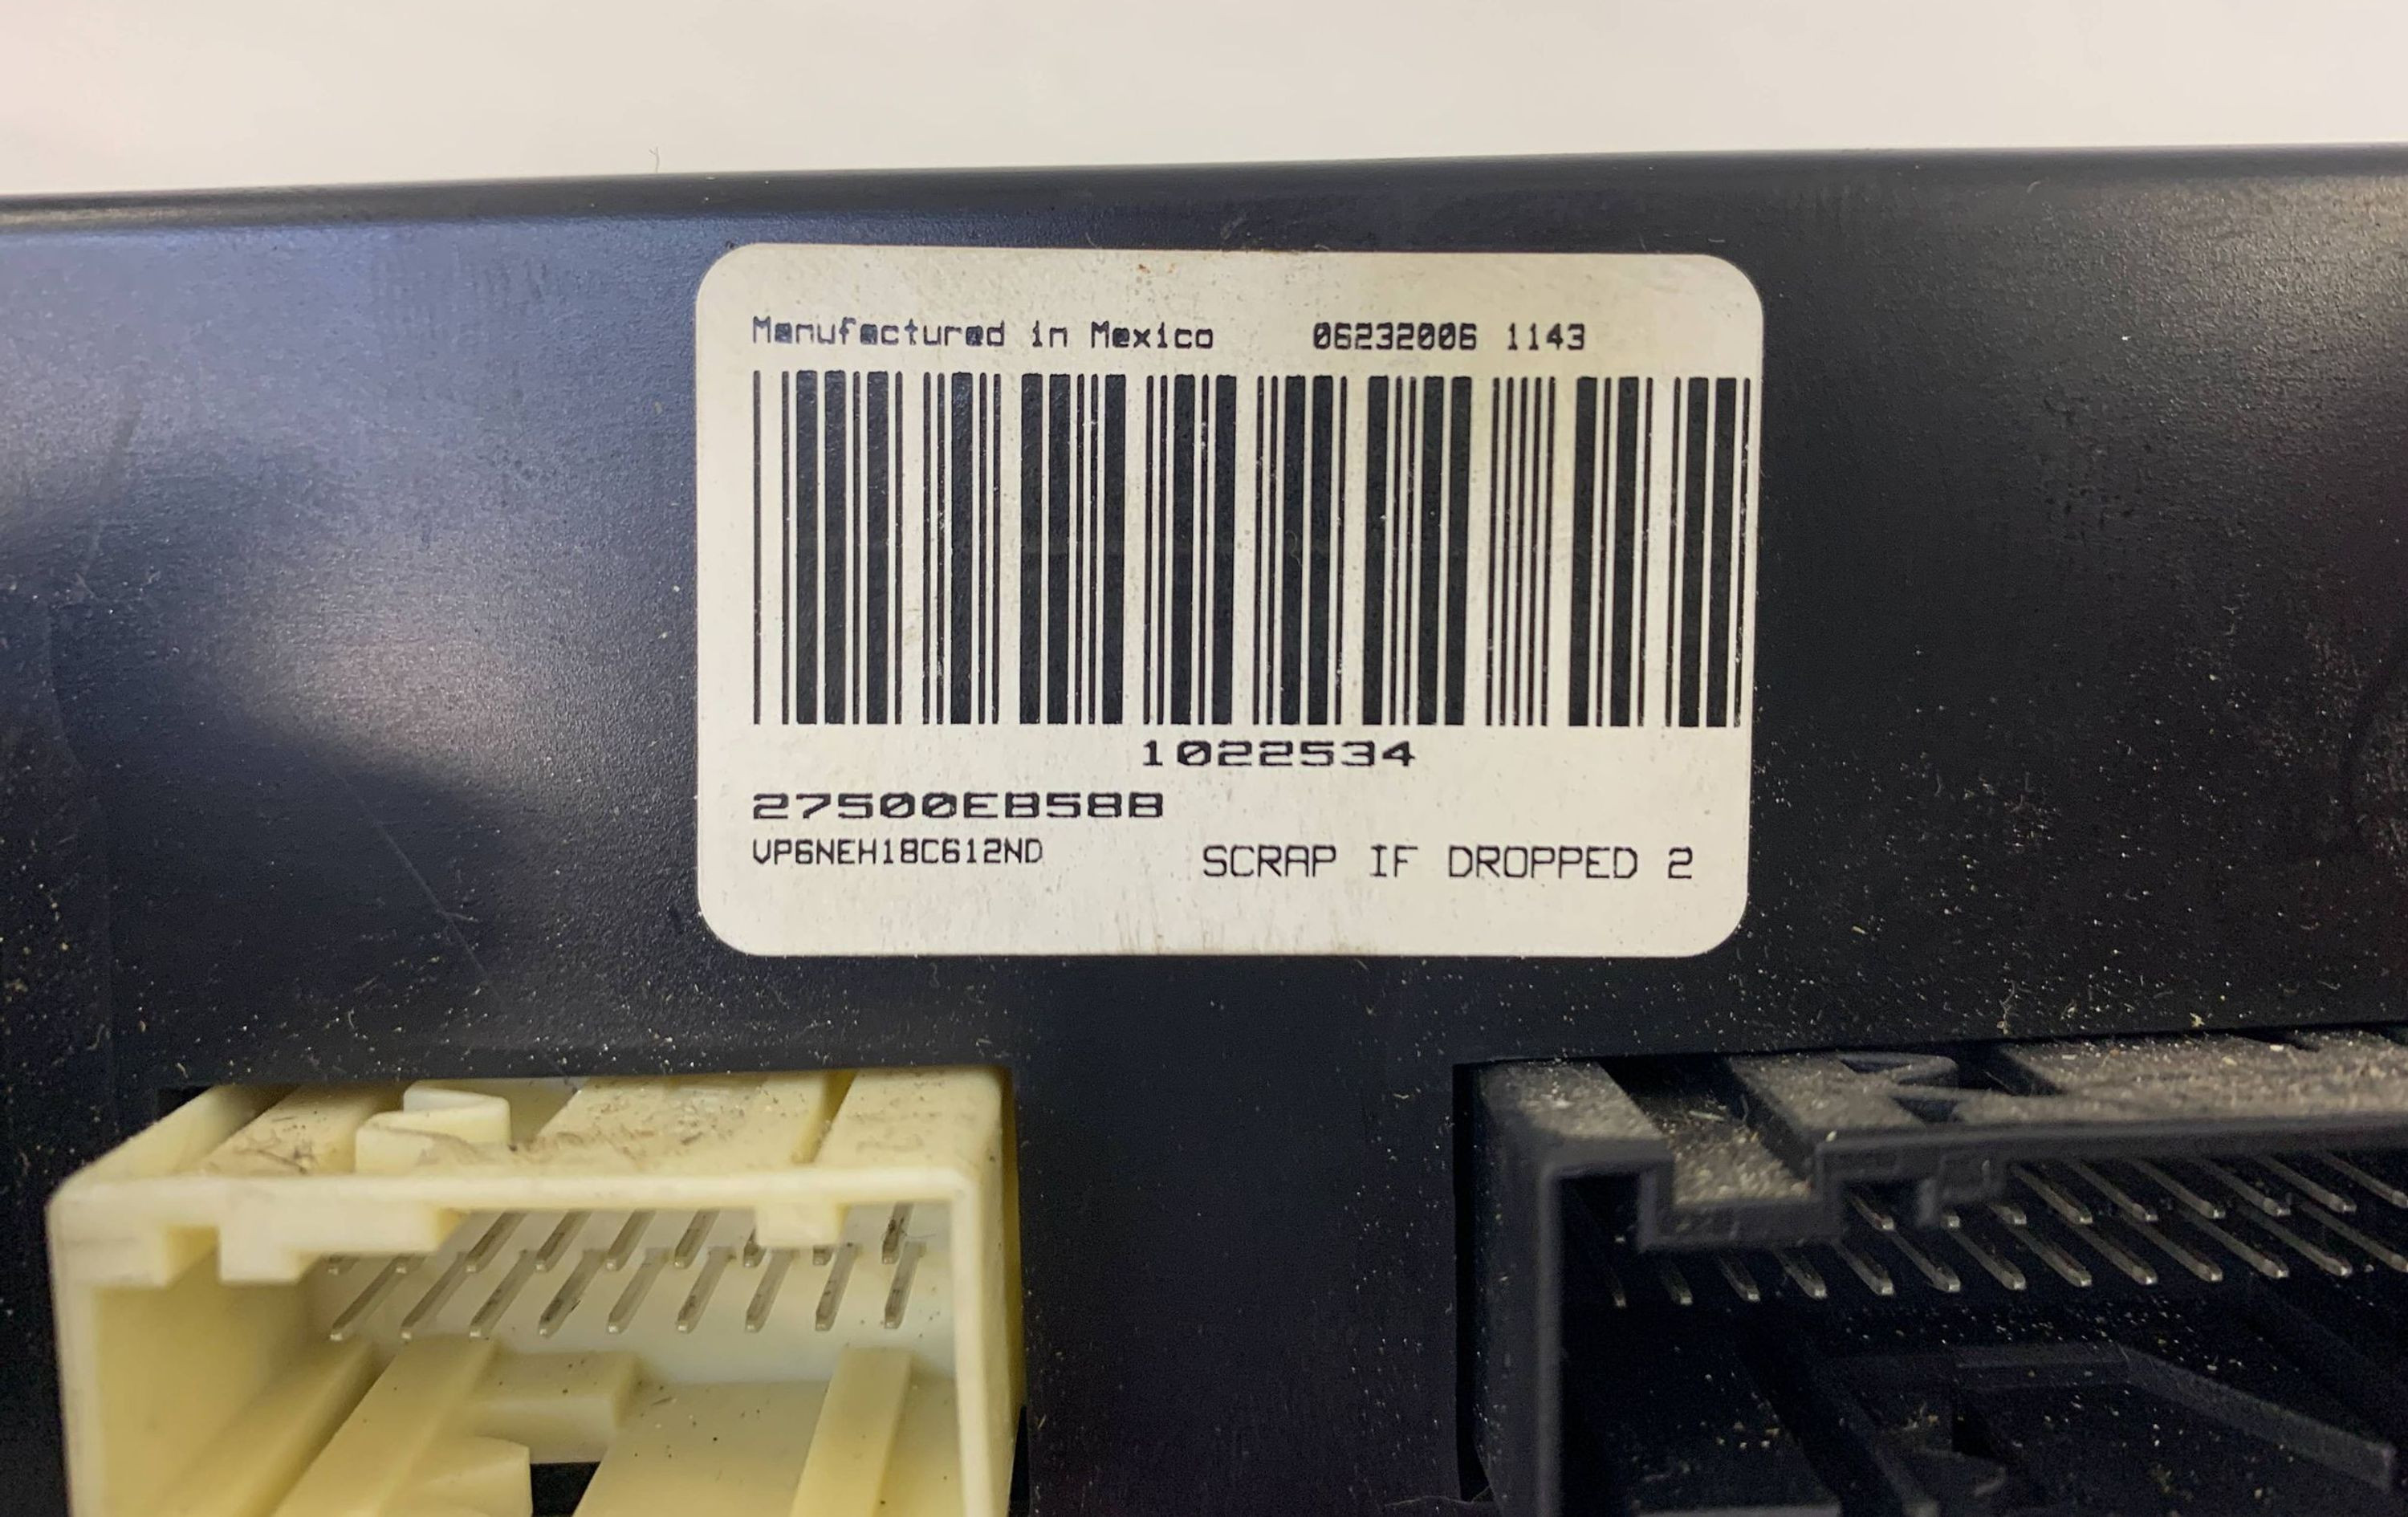 Manufactured in Mexico 06232006 1143
1022534
27500EB58B
VP6NEH18C612ND SCRAP IF DROPPED 2